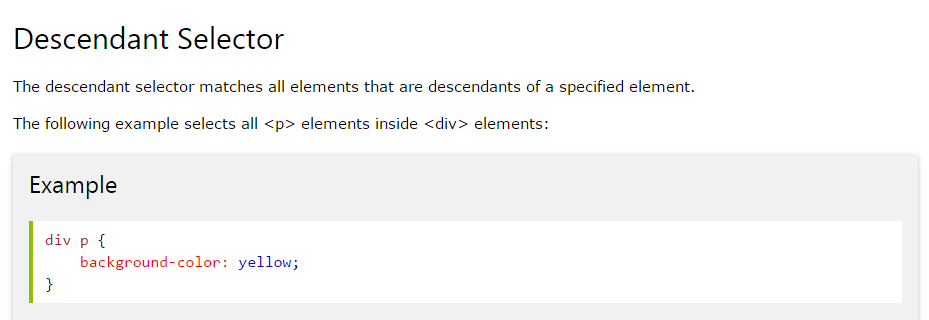 Descendant Selector
The descendant selector matches all elements that are descendants of a specified element.
The following example selects all <p> elements inside <div> elements:
Example
div p {
    background-color: yellow;
}